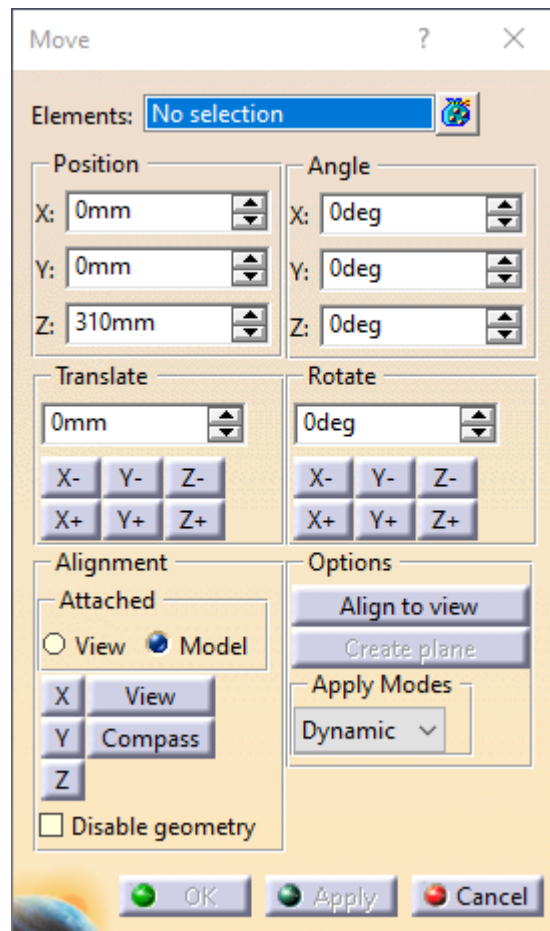 Move ?
Elements: No selection
Position
X: 0mm
Y: 0mm
Z: 310mm
Angle
X: 0deg
Y: 0deg
Z: 0deg
Translate
0mm
X- Y- Z-
X+ Y+ Z+
Rotate
0deg
X- Y- Z-
X+ Y+ Z+
Alignment
Attached
View Model
X View
Y Compass
Z
Disable geometry
Options
Align to view
Create plane
Apply Modes
Dynamic
OK Apply Cancel